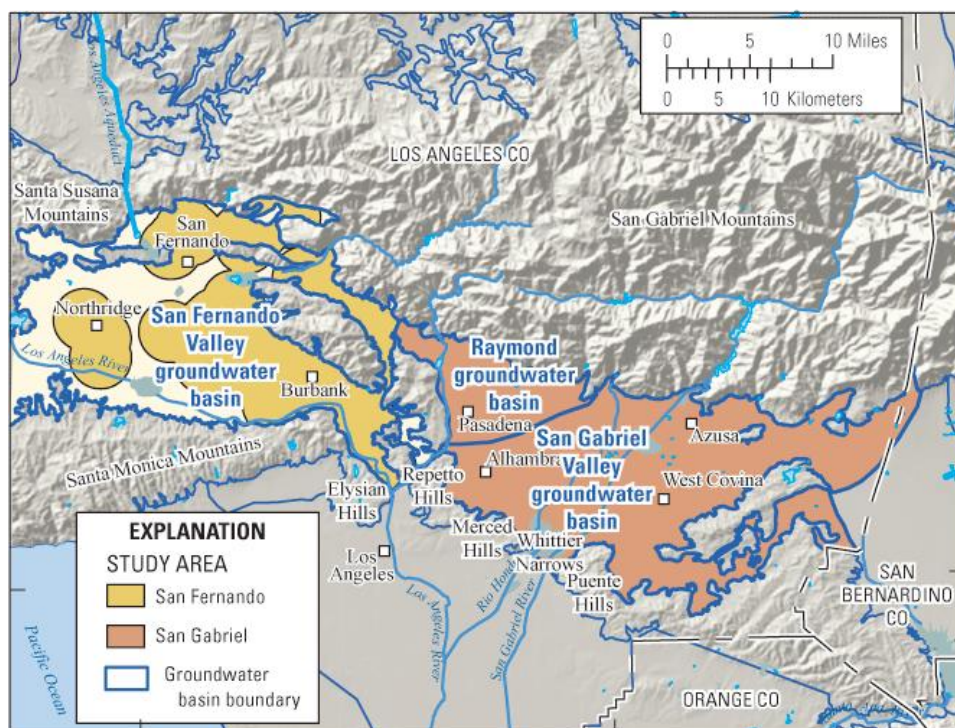 0 5 10 Miles
0 5 10 Kilometers
Los Angeles Aqueduct
LOS ANGELES CO
Santa Susana
Mountains
San
Fernando
San Gabriel Mountains
Northridge
San Fernando
Valley
groundwater
basin
Los Angeles River
Burbank
Raymond
groundwater
basin
Pasadena
San Gabriel
Valley
groundwater
basin
Azusa
Alhambra
West Covina
Santa Monica Mountains
Elysian
Hills
Repetto
Hills
Merced
Hills
Whittier
Narrows
Puente
Hills
Los
Angeles
Los Angeles
River
Rio Hondo
San Gabriel River
SAN
BERNARDINO
CO
ORANGE CO
Pacific Ocean
EXPLANATION
STUDY AREA
San Fernando
San Gabriel
Groundwater
basin boundary